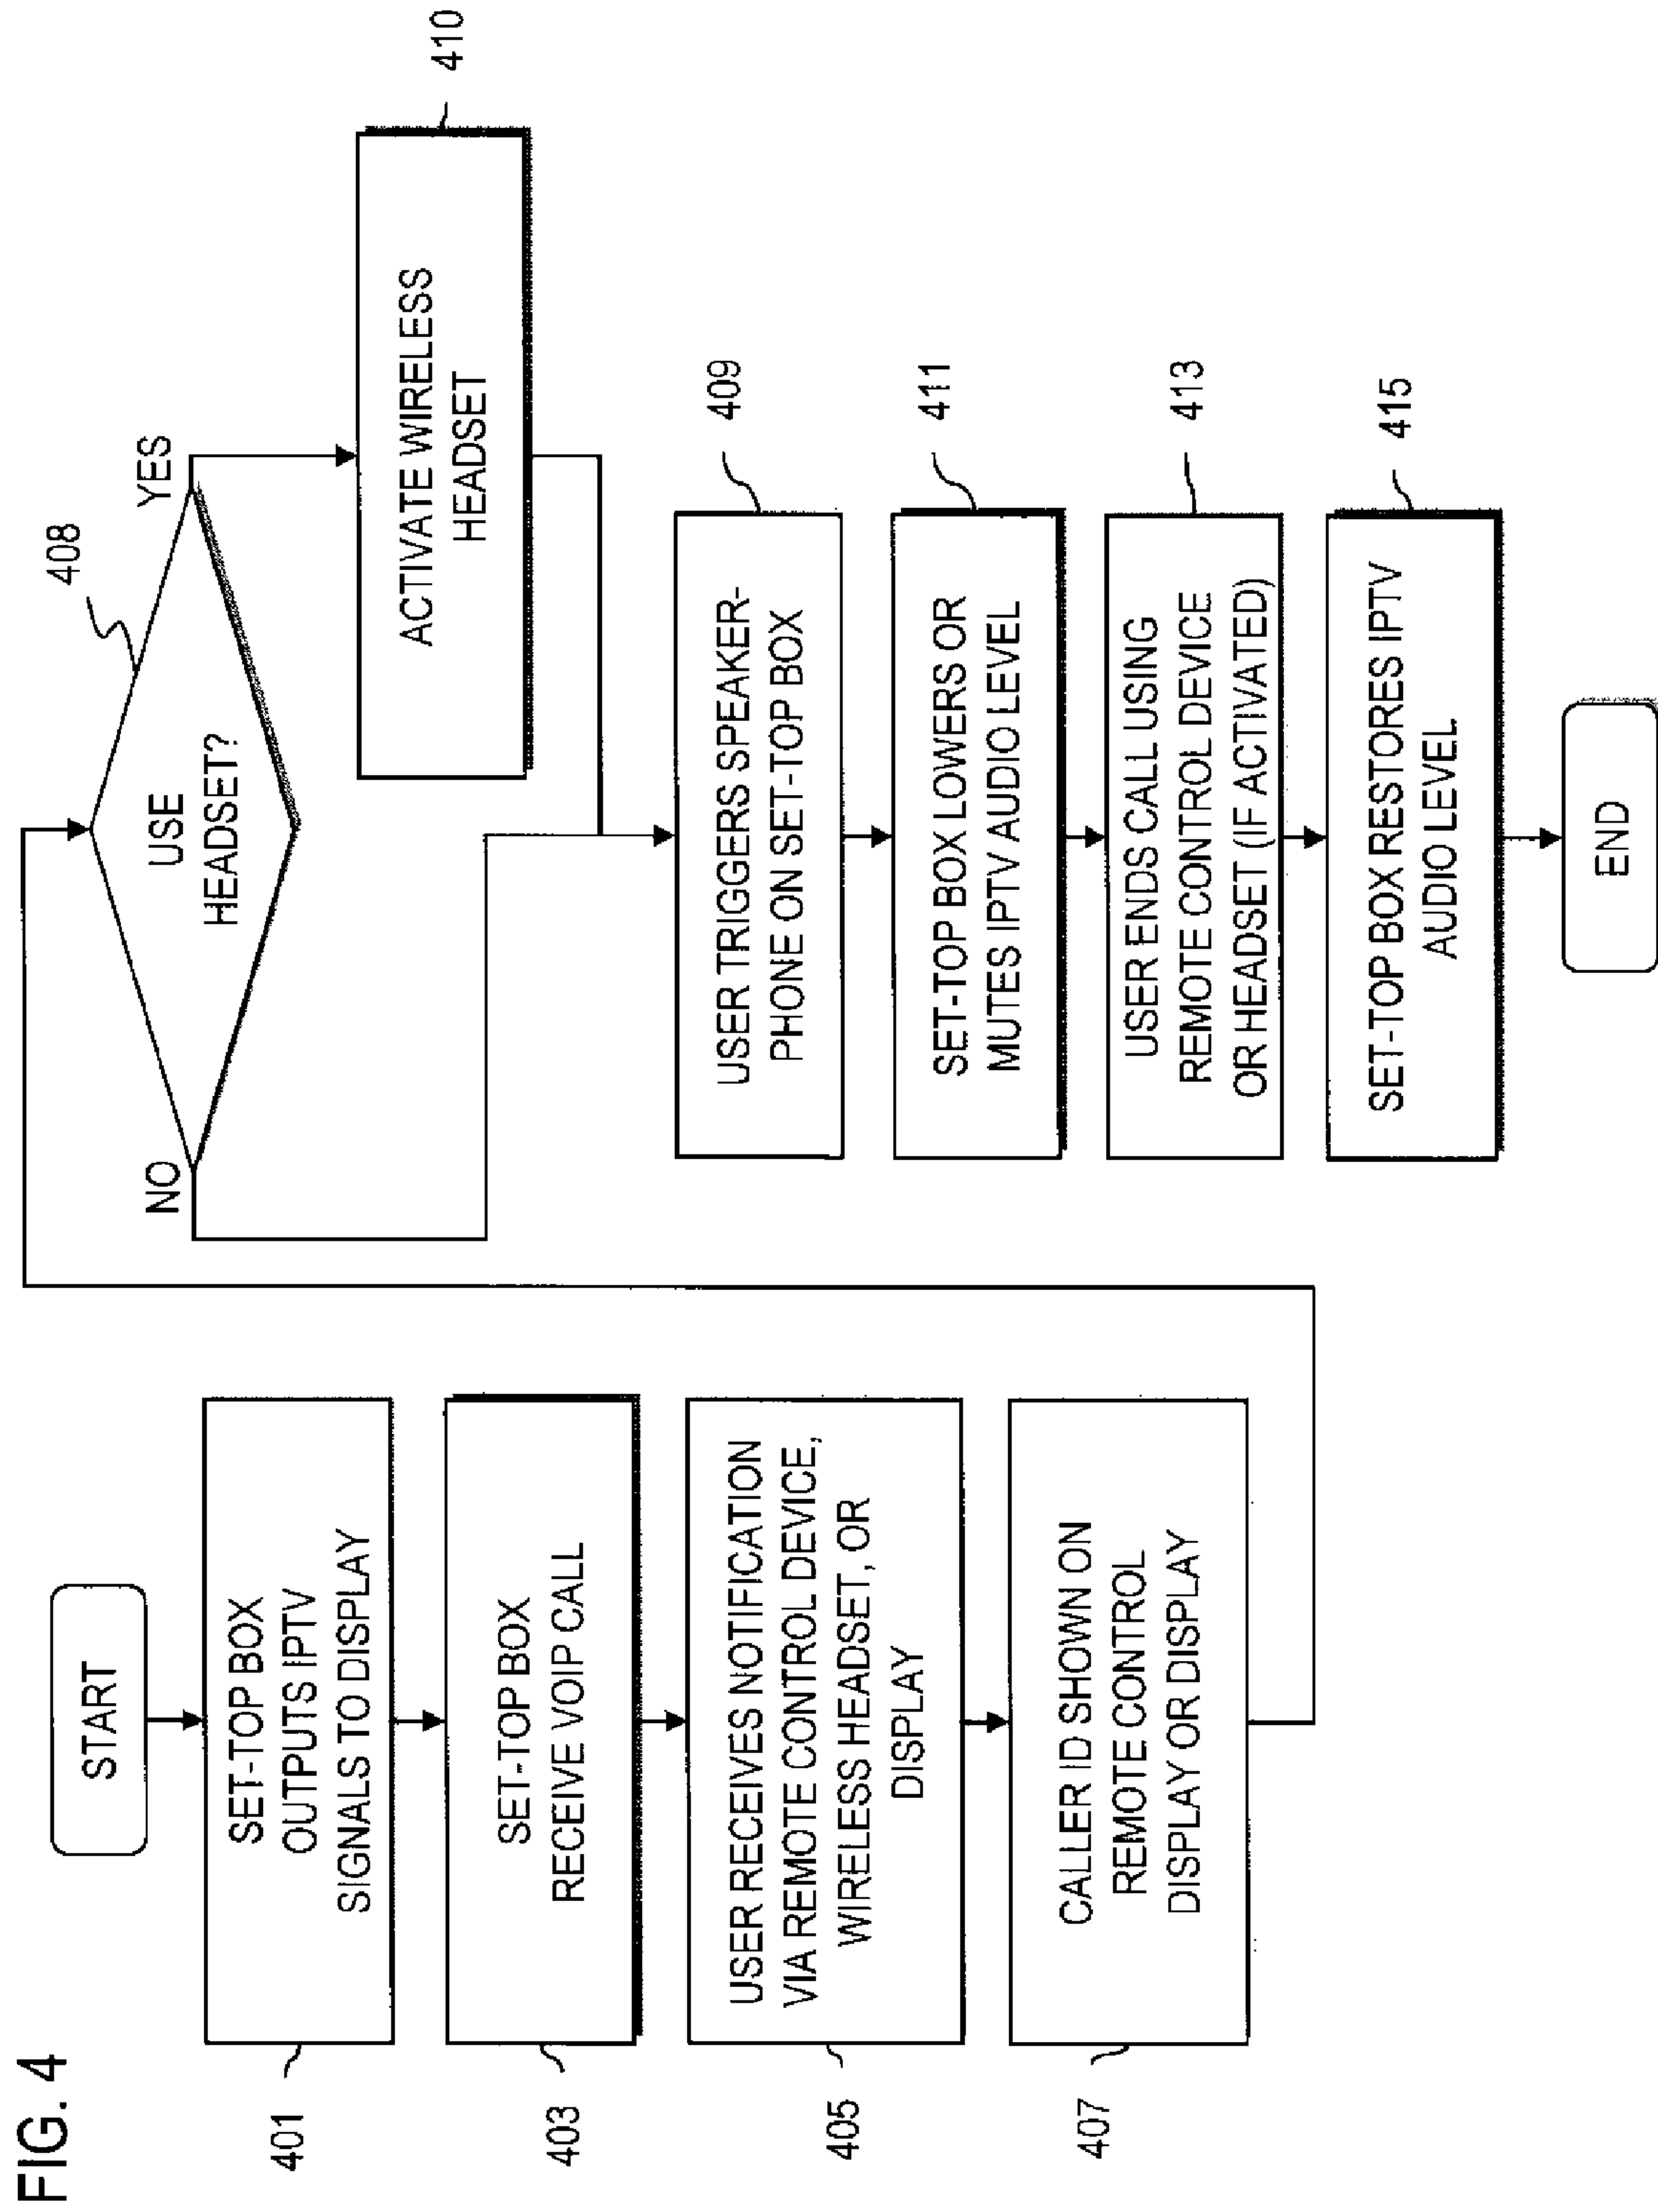 FIG. 4
START
SET-TOP BOX
OUTPUTS IPTV
SIGNALS TO DISPLAY
401
SET-TOP BOX
RECEIVE VOIP CALL
403
USER RECEIVES NOTIFICATION
VIA REMOTE CONTROL DEVICE,
WIRELESS HEADSET, OR
DISPLAY
405
CALLER ID SHOWN ON
REMOTE CONTROL
DISPLAY OR DISPLAY
407
408
USE
HEADSET?
NO
YES
ACTIVATE WIRELESS
HEADSET
410
USER TRIGGERS SPEAKER-
PHONE ON SET-TOP BOX
409
SET-TOP BOX LOWERS OR
MUTES IPTV AUDIO LEVEL
411
USER ENDS CALL USING
REMOTE CONTROL DEVICE
OR HEADSET (IF ACTIVATED)
413
SET-TOP BOX RESTORES IPTV
AUDIO LEVEL
415
END